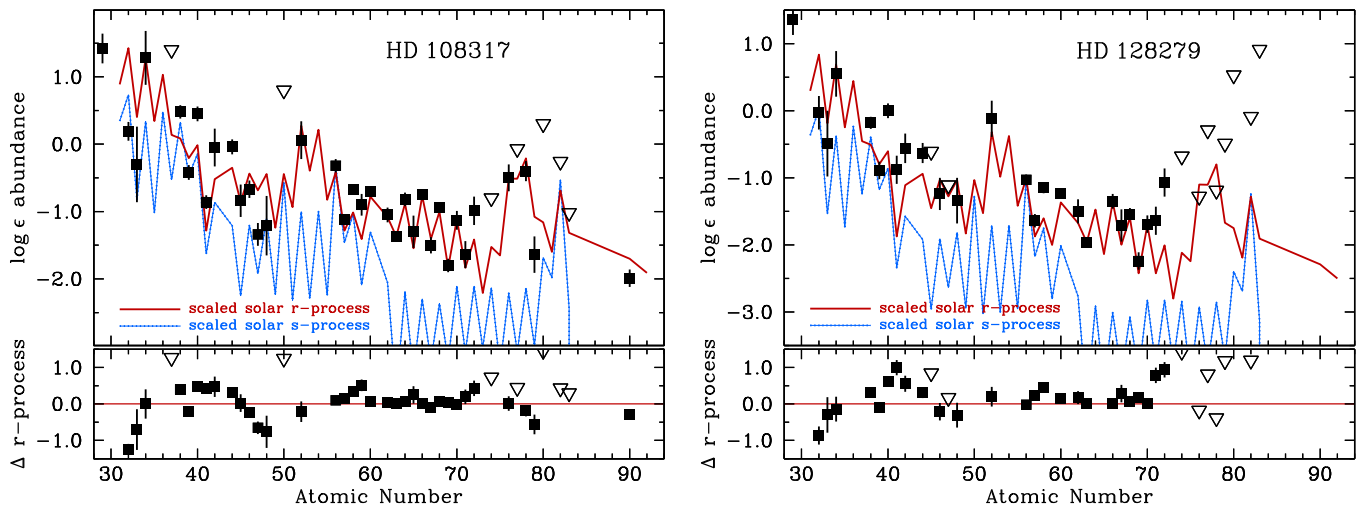 HD 108317
log ϵ abundance
1.0
0.0
−1.0
−2.0
scaled solar r−process
scaled solar s−process
Δ r−process
1.0
0.0
−1.0
30 40 50 60 70 80 90
Atomic Number
HD 128279
log ϵ abundance
1.0
0.0
−1.0
−2.0
−3.0
scaled solar r−process
scaled solar s−process
Δ r−process
1.0
0.0
−1.0
30 40 50 60 70 80 90
Atomic Number